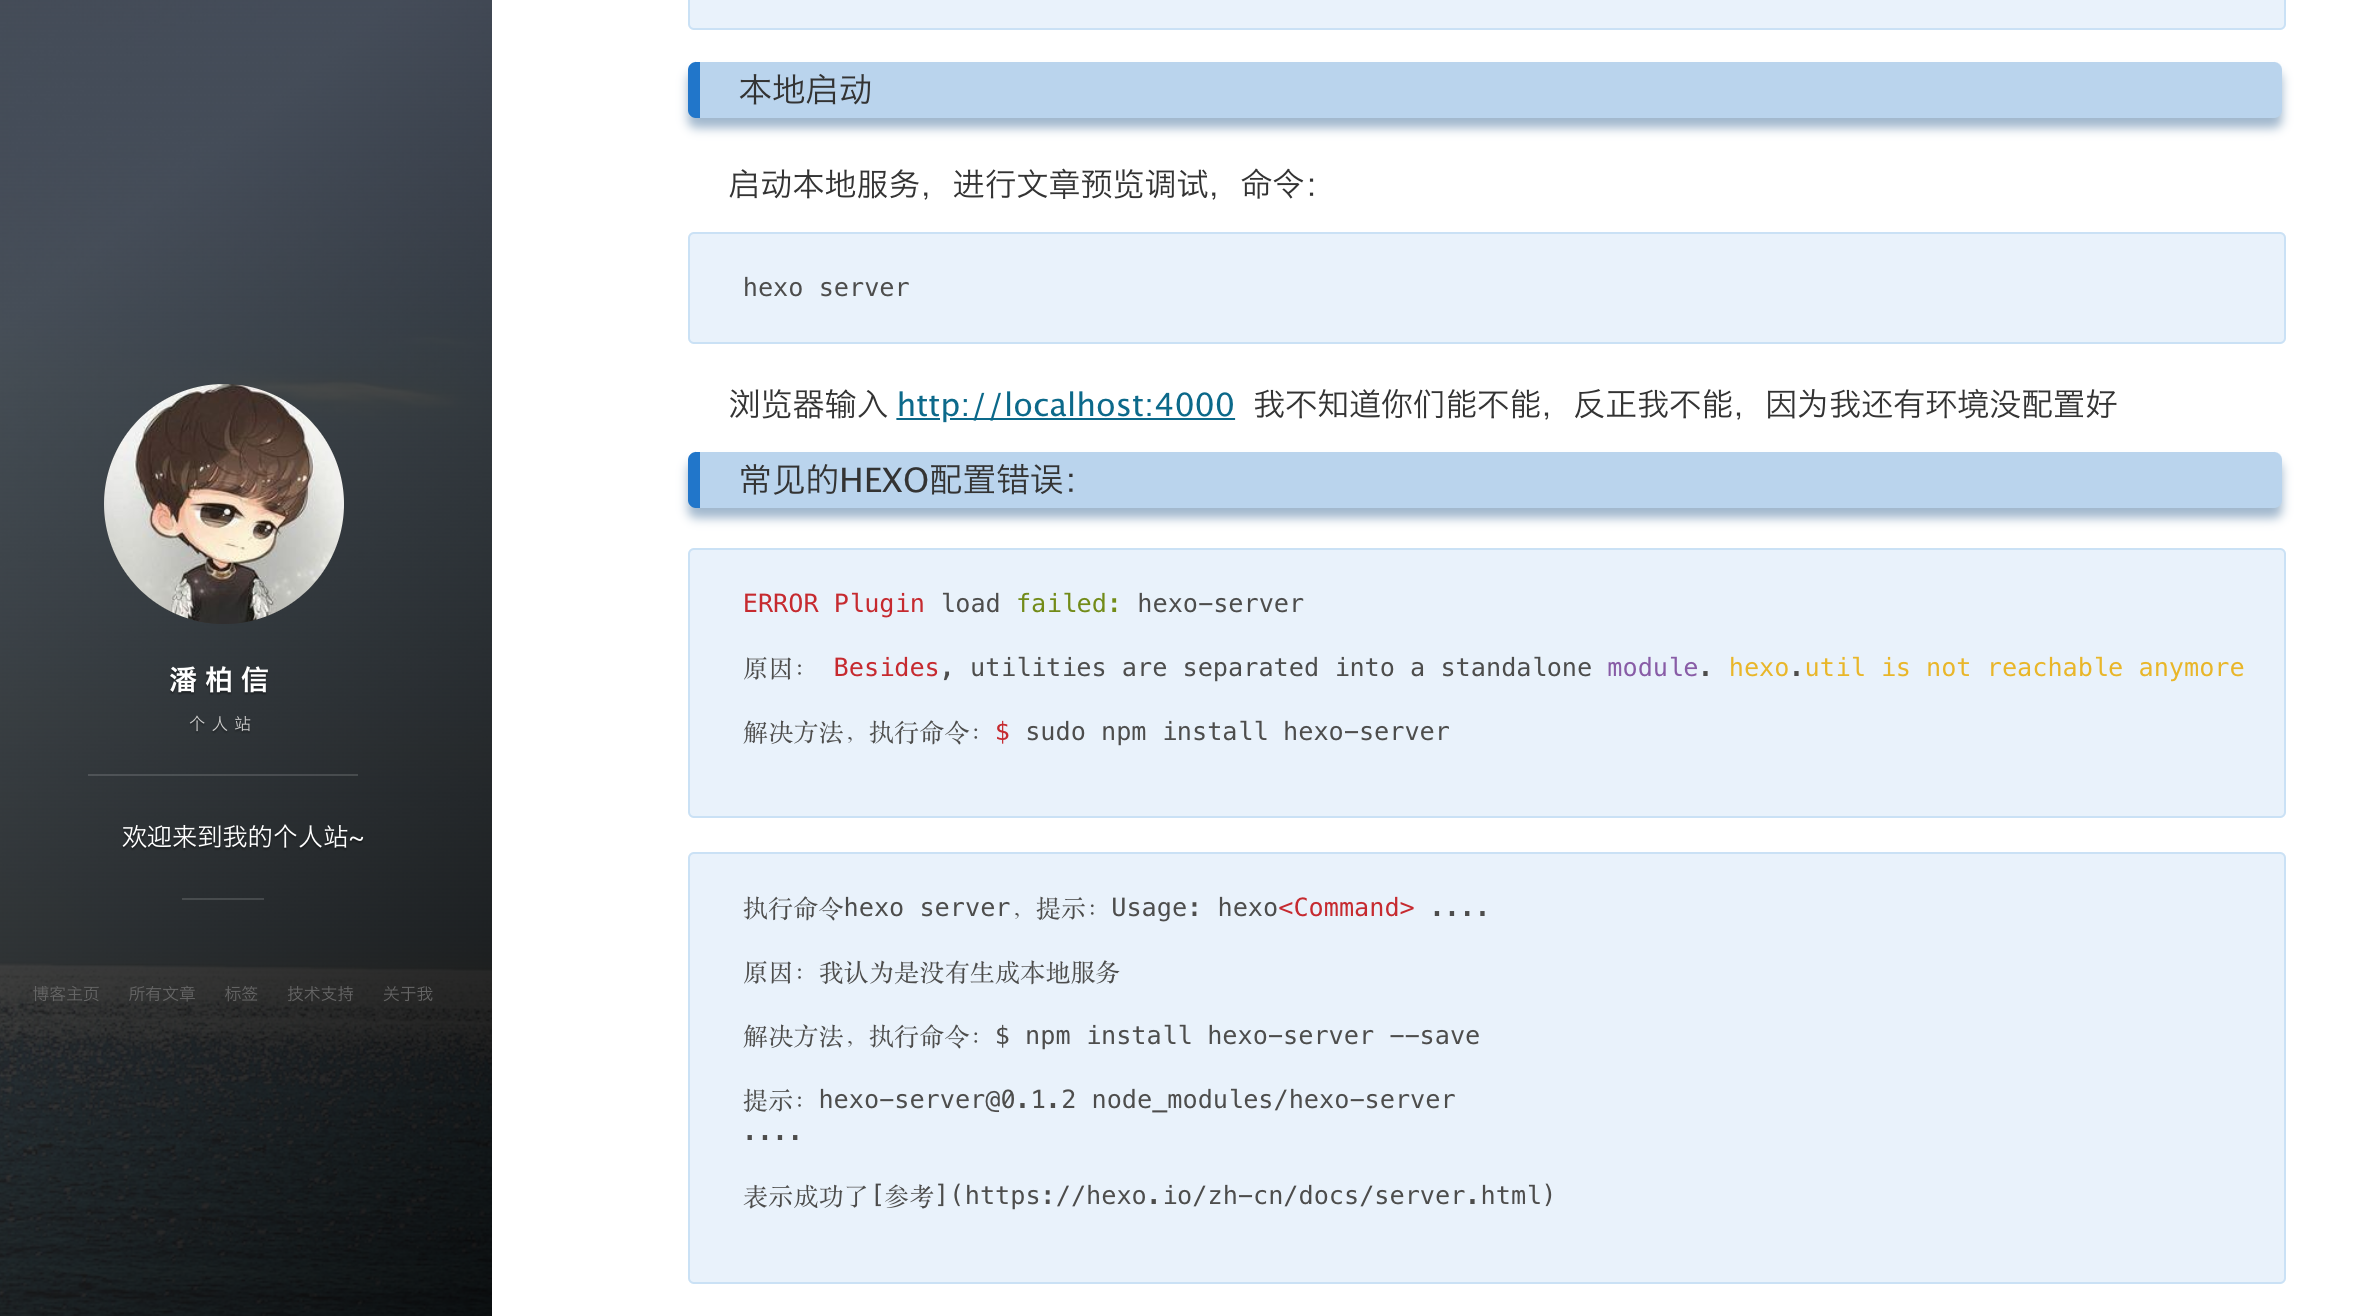 潘柏信
个人站
欢迎来到我的个人站~
博客主页 所有文章 标签 技术支持 关于我
本地启动
启动本地服务，进行文章预览调试，命令：
hexo server
浏览器输入 http://localhost:4000 我不知道你们能不能，反正我不能，因为我还有环境没配置好
常见的HEXO配置错误：
ERROR Plugin load failed: hexo-server
原因： Besides, utilities are separated into a standalone module. hexo.util is not reachable anymore
解决方法，执行命令：$ sudo npm install hexo-server
执行命令hexo server，提示：Usage: hexo<Command> ....
原因：我认为是没有生成本地服务
解决方法，执行命令：$ npm install hexo-server --save
提示：hexo-server@0.1.2 node_modules/hexo-server
....
表示成功了[参考](https://hexo.io/zh-cn/docs/server.html)